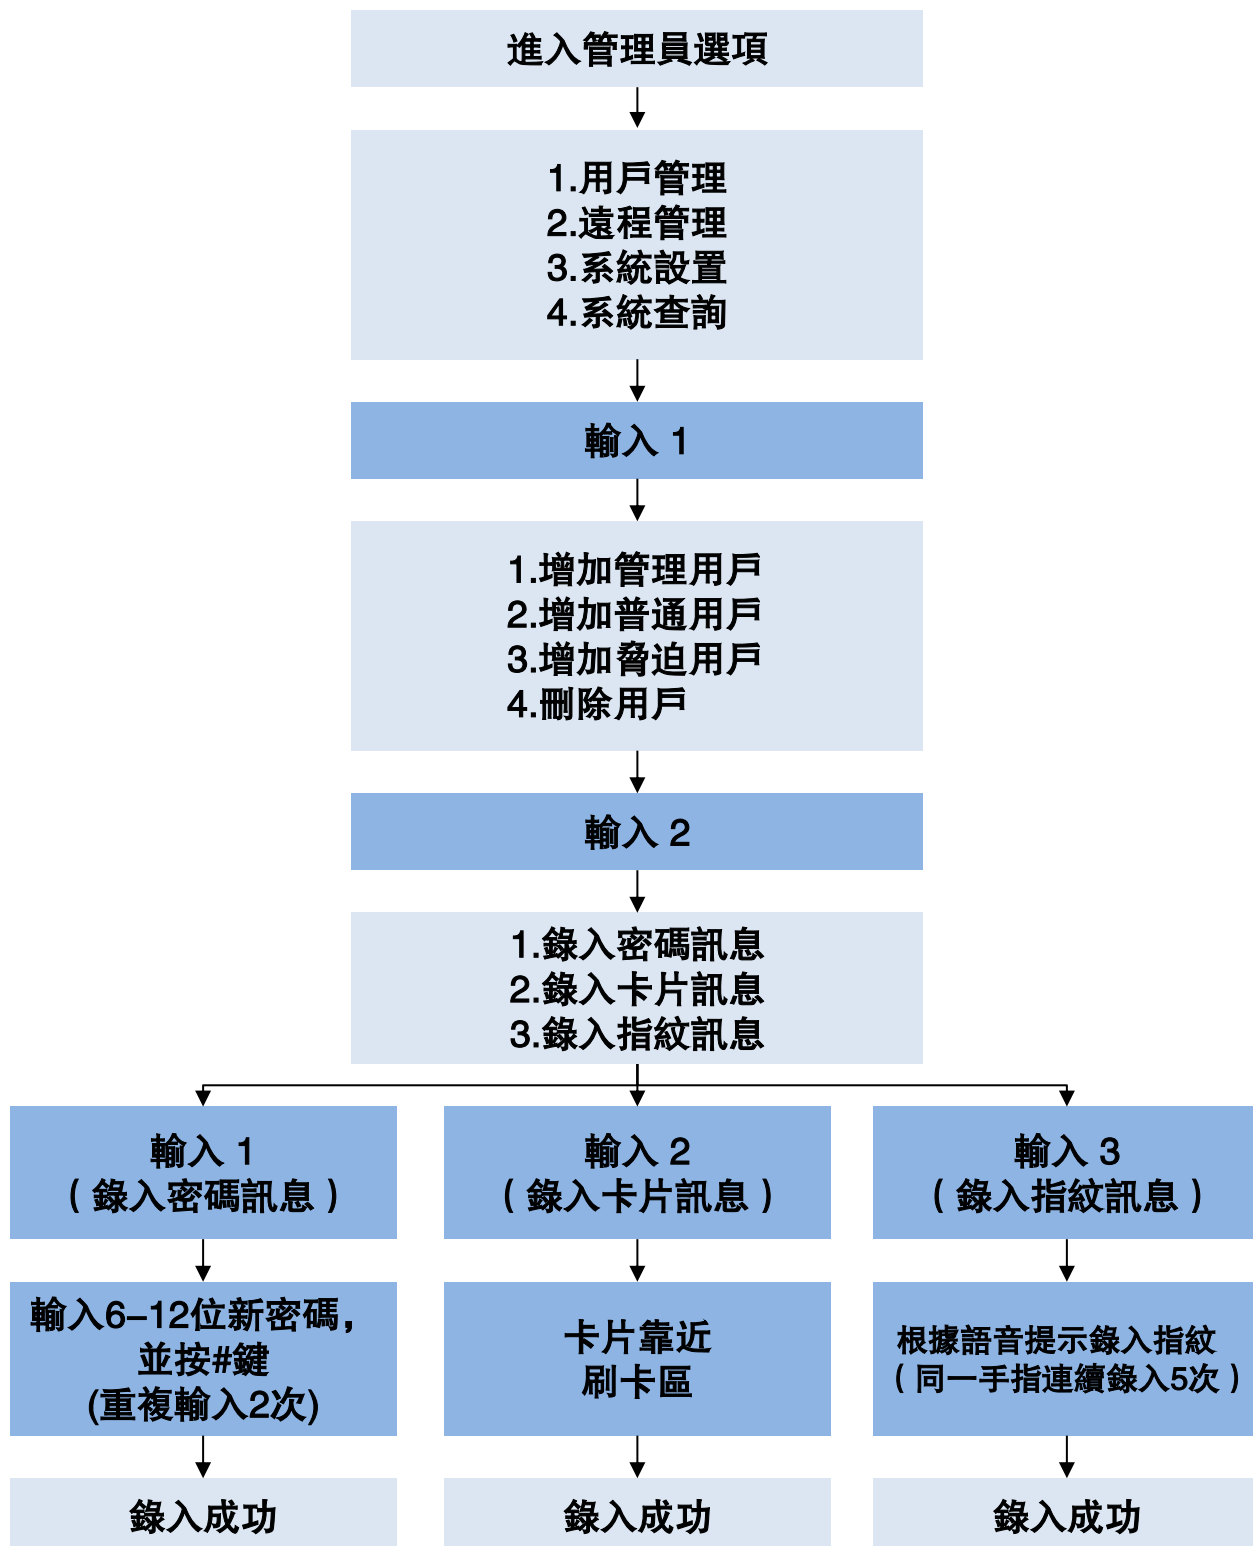 進入管理員選項
1.用戶管理
2.遠程管理
3.系統設置
4.系統查詢
輸入 1
1.增加管理用戶
2.增加普通用戶
3.增加脅迫用戶
4.刪除用戶
輸入 2
1.錄入密碼訊息
2.錄入卡片訊息
3.錄入指紋訊息
輸入 1
(錄入密碼訊息)
輸入6–12位新密碼,
並按#鍵
(重複輸入2次)
錄入成功
輸入 2
(錄入卡片訊息)
卡片靠近
刷卡區
錄入成功
輸入 3
(錄入指紋訊息)
根據語音提示錄入指紋
(同一手指連續錄入5次)
錄入成功